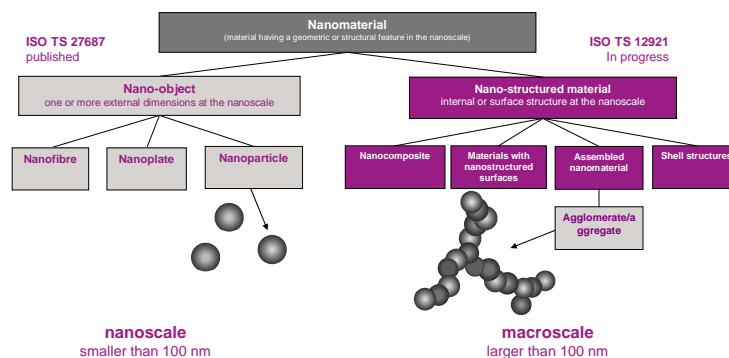 Nanomaterial
(material having a geometric or structural feature in the nanoscale)
ISO TS 27687
published
ISO TS 12921
In progress
Nano-object
one or more external dimensions at the nanoscale
Nano-structured material
internal or surface structure at the nanoscale
Nanofibre
Nanoplate
Nanoparticle
Nanocomposite
Materials with
nanostructured
surfaces
Assembled
nanomaterial
Shell structures
Agglomerate/a
ggregate
nanoscale
smaller than 100 nm
macroscale
larger than 100 nm